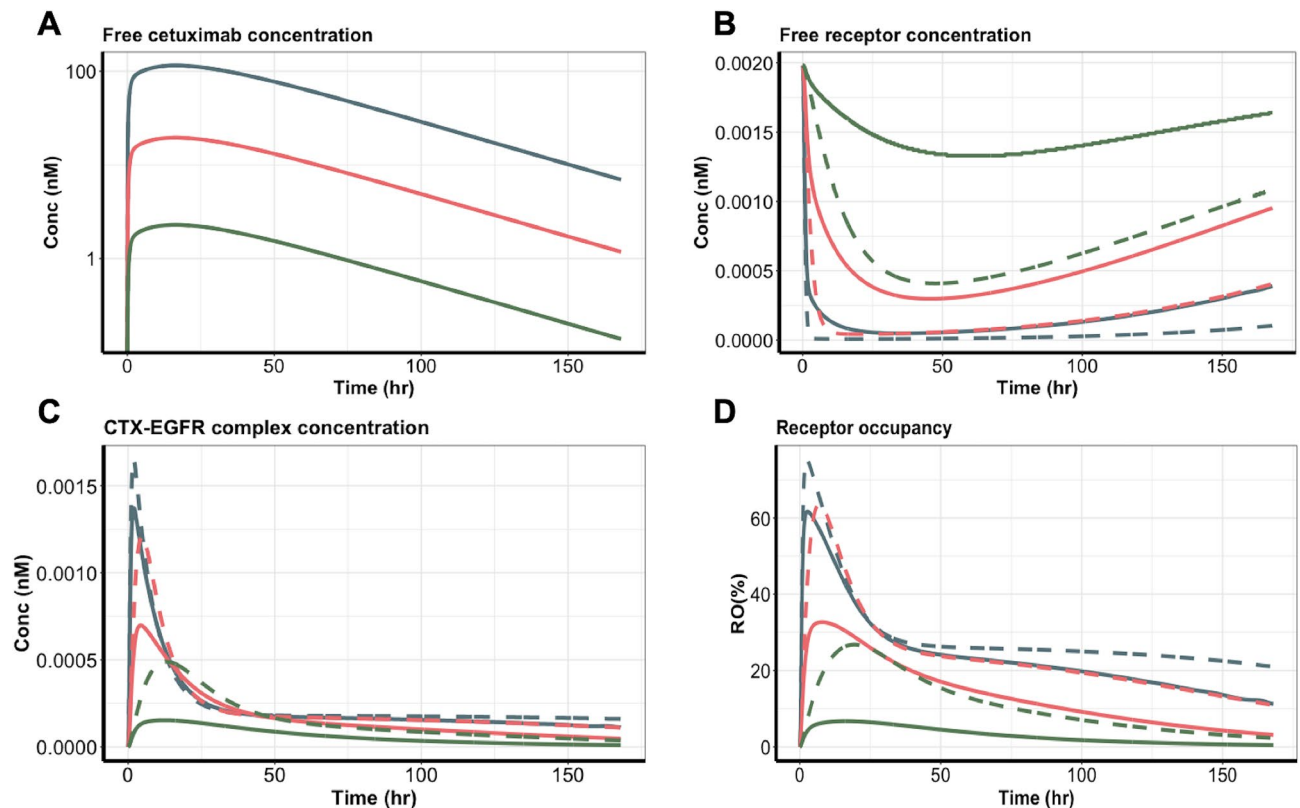 A
Free cetuximab concentration
Conc (nM)
100
1
0
50
100
150
Time (hr)
B
Free receptor concentration
Conc (nM)
0.0020
0.0015
0.0010
0.0005
0.0000
0
50
100
150
Time (hr)
C
CTX-EGFR complex concentration
Conc (nM)
0.0015
0.0010
0.0005
0.0000
0
50
100
150
Time (hr)
D
Receptor occupancy
RO(%)
60
40
20
0
0
50
100
150
Time (hr)